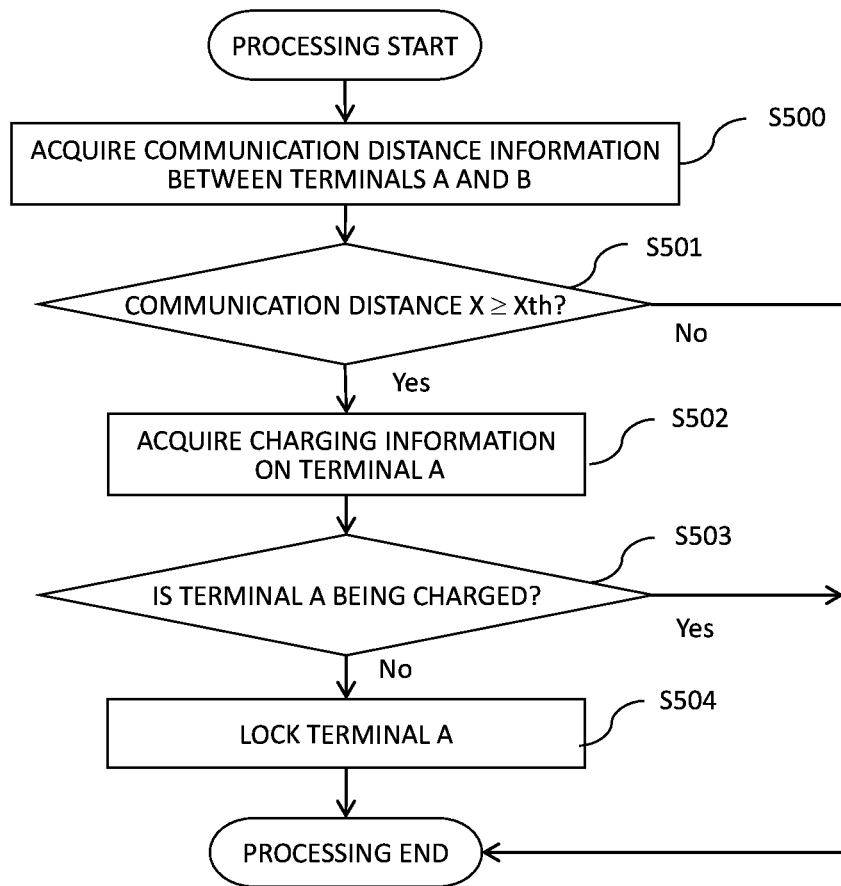 PROCESSING START
S500
ACQUIRE COMMUNICATION DISTANCE INFORMATION
BETWEEN TERMINALS A AND B
S501
COMMUNICATION DISTANCE X ≥ Xth?
No
Yes
S502
ACQUIRE CHARGING INFORMATION
ON TERMINAL A
S503
IS TERMINAL A BEING CHARGED?
Yes
No
S504
LOCK TERMINAL A
PROCESSING END